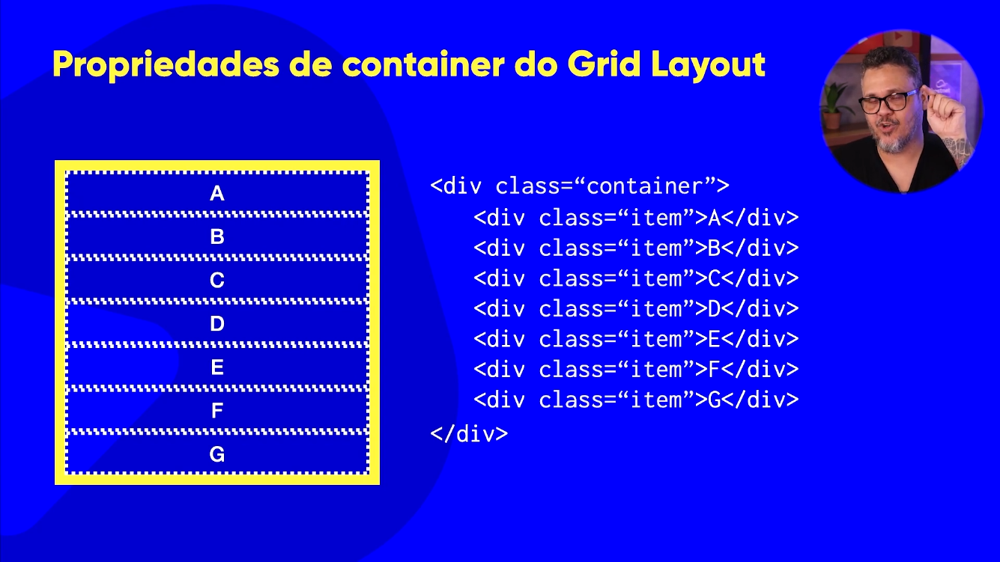 Propriedades de container do Grid Layout
A
B
C
D
E
F
G
<div class=“container”>
<div class=“item”>A</div>
<div class=“item”>B</div>
<div class=“item”>C</div>
<div class=“item”>D</div>
<div class=“item”>E</div>
<div class=“item”>F</div>
<div class=“item”>G</div>
</div>